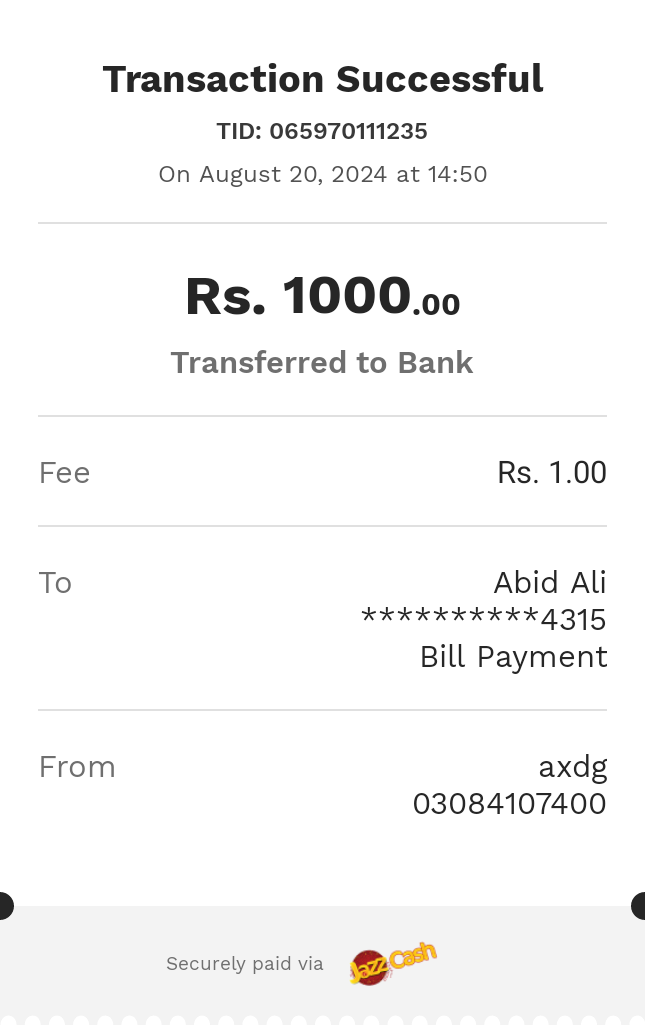 Transaction Successful
TID: 065970111235
On August 20, 2024 at 14:50
Rs. 1000.00
Transferred to Bank
Fee Rs. 1.00
To Abid Ali
**********4315
Bill Payment
From axdg
03084107400
Securely paid via JazzCash